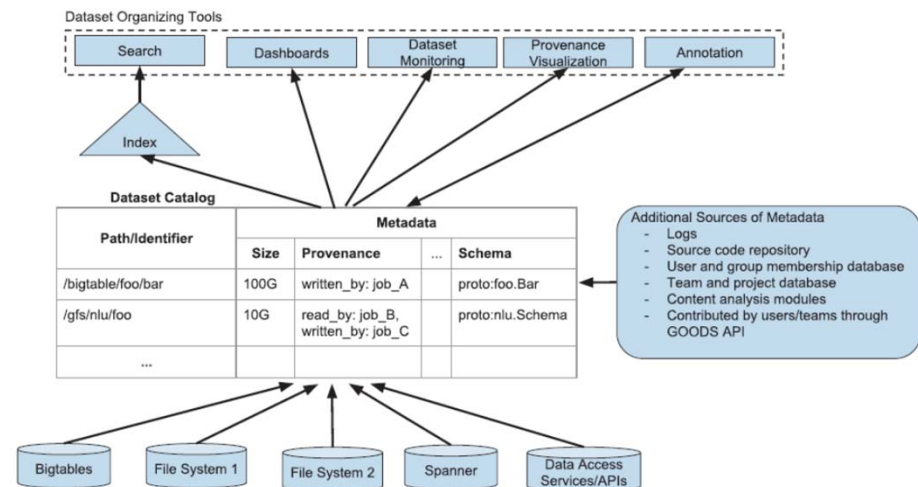 Dataset Organizing Tools
Search
Dashboards
Dataset
Monitoring
Provenance
Visualization
Annotation
Index
Dataset Catalog
Path/Identifier
Metadata
Size
Provenance
...
Schema
/bigtable/foo/bar
100G
written_by: job_A
proto:foo.Bar
/gfs/nlu/foo
10G
read_by: job_B,
written_by: job_C
proto:nlu.Schema
...
Additional Sources of Metadata
- Logs
- Source code repository
- User and group membership database
- Team and project database
- Content analysis modules
- Contributed by users/teams through
GOODS API
Bigtables
File System 1
File System 2
Spanner
Data Access
Services/APIs